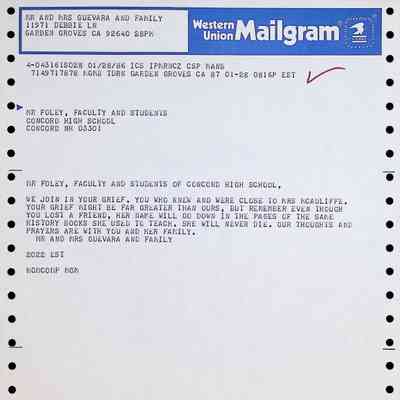 MR AND MRS GUEVARA AND FAMILY
11971 DEBBIE LN
GARDEN GROVES CA 92640 28PM
Western Union Mailgram
4-043161S028 01/28/86 ICS IPMRNCZ CSP MANB
7149717878 MGMS TDRN GARDEN GROVES CA 87 01-28 0816P EST
MR FOLEY, FACULTY AND STUDENTS
CONCORD HIGH SCHOOL
CONCORD NH 03301
MR FOLEY, FACULTY AND STUDENTS OF CONCORD HIGH SCHOOL,
WE JOIN IN YOUR GRIEF, YOU WHO KNEW AND WERE CLOSE TO MRS MCAULIFFE.
YOUR GRIEF MIGHT BE FAR GREATER THAN OURS, BUT REMEMBER EVEN THOUGH
YOU LOST A FRIEND, HER NAME WILL GO DOWN IN THE PAGES OF THE SAME
HISTORY BOOKS SHE USED TO TEACH, SHE WILL NEVER DIE. OUR THOUGHTS AND
PRAYERS ARE WITH YOU AND HER FAMILY.
MR AND MRS GUEVARA AND FAMILY
2022 EST
MGMCOMP MGM